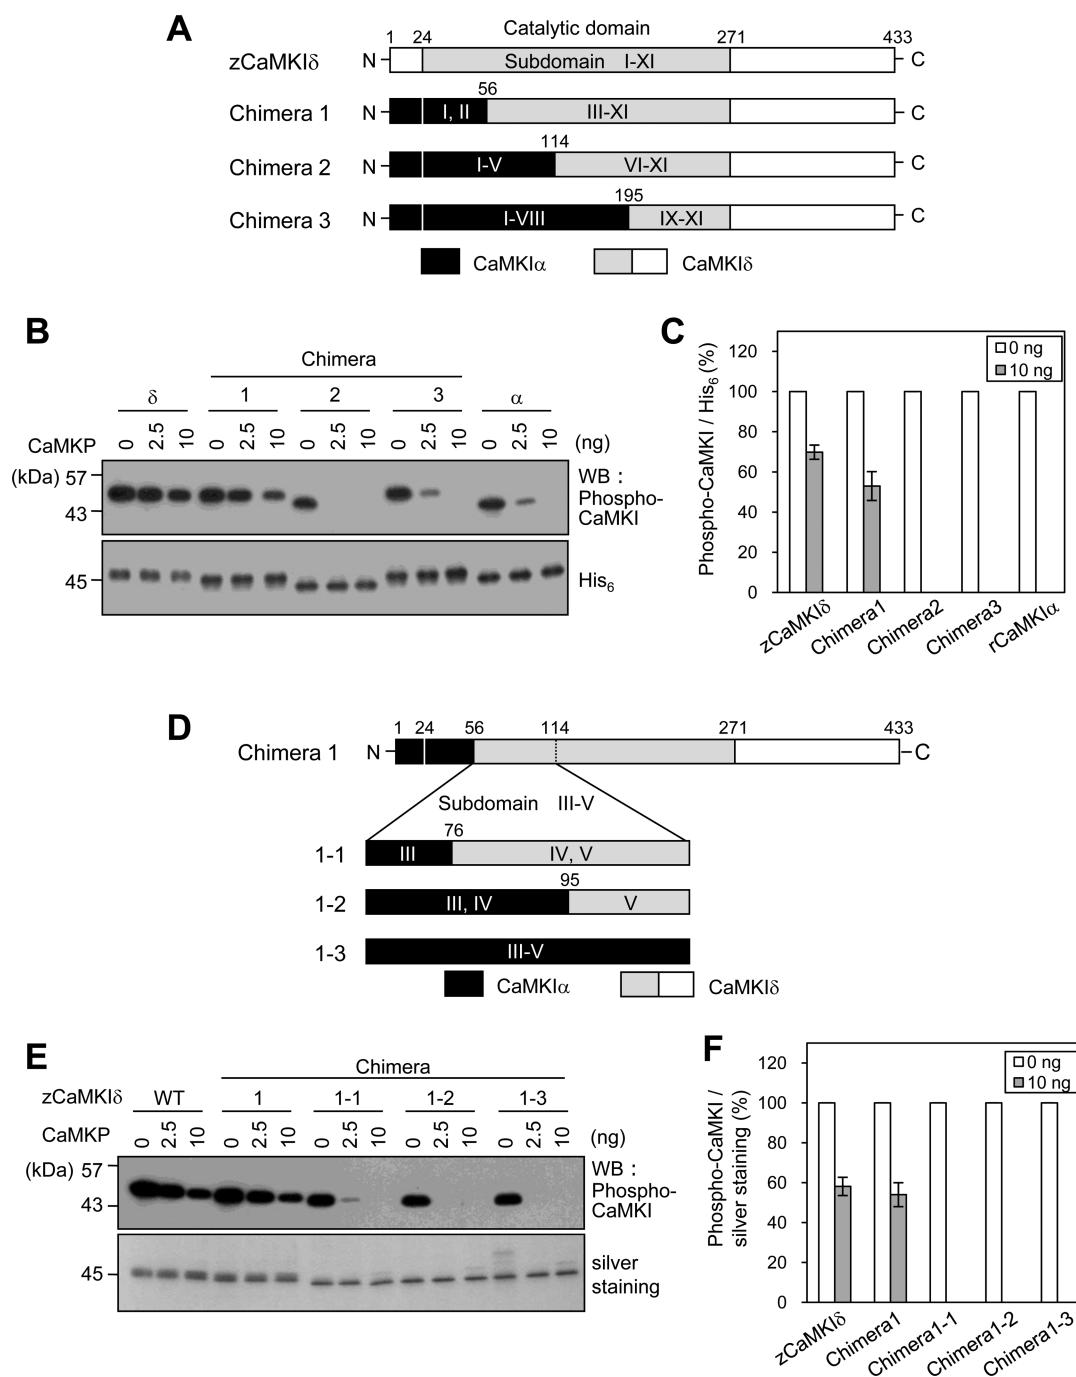 A
Catalytic domain
1 24 271 433
zCaMKIδ N Subdomain I-XI C
56
Chimera 1 N I, II III-XI C
114
Chimera 2 N I-V VI-XI C
195
Chimera 3 N I-VIII IX-XI C
CaMKIα CaMKIδ
B
Chimera
δ 1 2 3 α
CaMKP 0 2.5 10 0 2.5 10 0 2.5 10 0 2.5 10 0 2.5 10 (ng)
(kDa) 57
43
WB :
Phospho-
CaMKI
45
His6
C
Phospho-CaMKI / His6 (%)
120
100
80
60
40
20
0
0 ng
10 ng
zCaMKIδ Chimera1 Chimera2 Chimera3 rCaMKIα
D
1 24 56 114 271 433
Chimera 1 N C
Subdomain III-V
76
1-1 III IV, V
95
1-2 III, IV V
1-3 III-V
CaMKIα CaMKIδ
E
Chimera
zCaMKIδ WT 1 1-1 1-2 1-3
CaMKP 0 2.5 10 0 2.5 10 0 2.5 10 0 2.5 10 0 2.5 10 (ng)
(kDa) 57
43
WB :
Phospho-
CaMKI
45
silver
staining
F
Phospho-CaMKI /
silver staining (%)
120
100
80
60
40
20
0
0 ng
10 ng
zCaMKIδ Chimera1 Chimera1-1 Chimera1-2 Chimera1-3